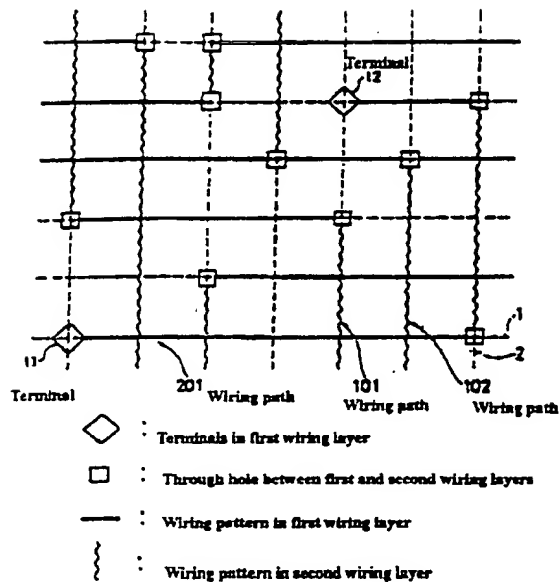 Terminal
12
1
2
11
201
101
102
Terminal
Wiring path
Wiring path
Wiring path
: Terminals in first wiring layer
: Through hole between first and second wiring layers
: Wiring pattern in first wiring layer
: Wiring pattern in second wiring layer